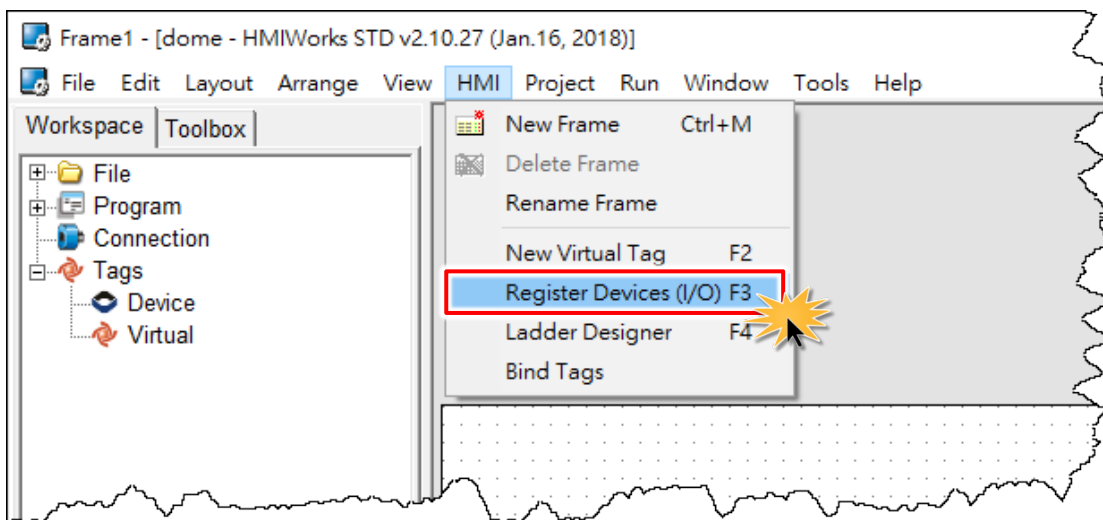 Frame1 - [dome - HMIWorks STD v2.10.27 (Jan.16, 2018)]
File Edit Layout Arrange View HMI Project Run Window Tools Help
Workspace Toolbox
File
Program
Connection
Tags
Device
Virtual
New Frame Ctrl+M
Delete Frame
Rename Frame
New Virtual Tag F2
Register Devices (I/O) F3
Ladder Designer F4
Bind Tags